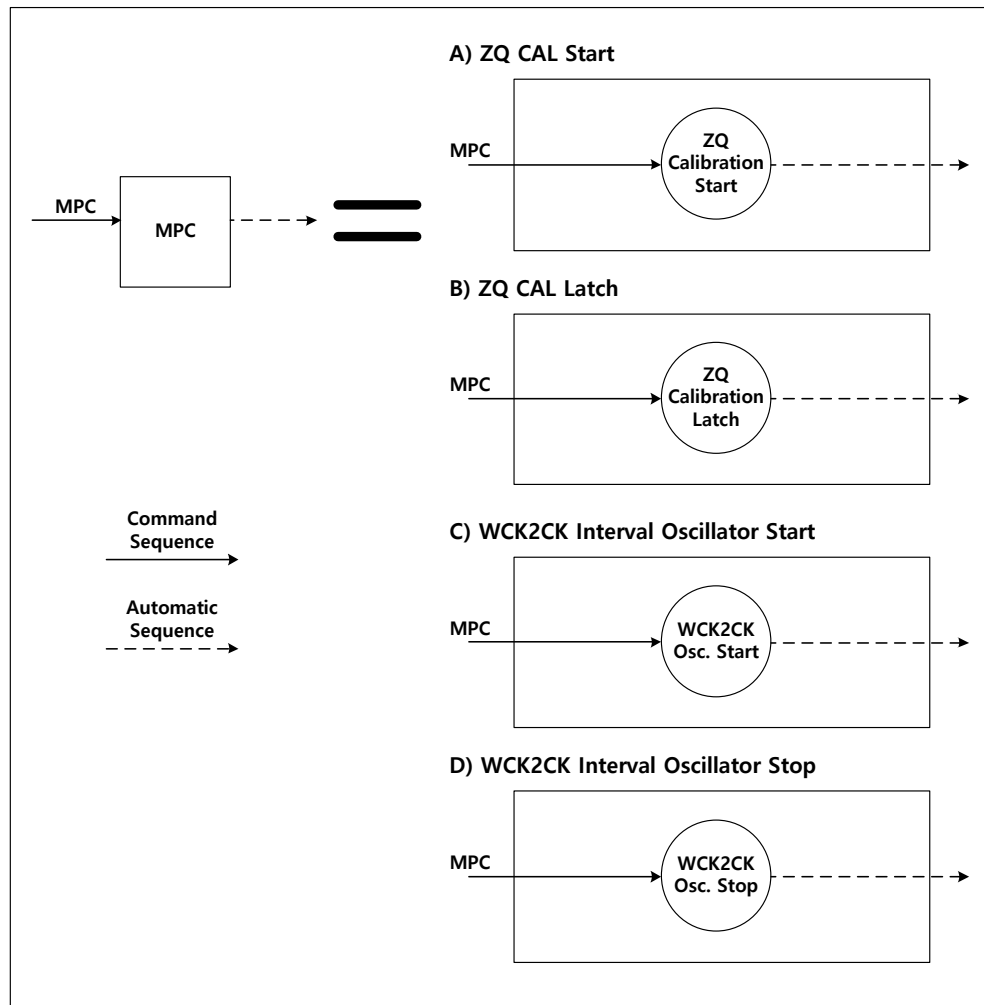 MPC
MPC
Command
Sequence
Automatic
Sequence
A) ZQ CAL Start
MPC
ZQ
Calibration
Start
B) ZQ CAL Latch
MPC
ZQ
Calibration
Latch
C) WCK2CK Interval Oscillator Start
MPC
WCK2CK
Osc. Start
D) WCK2CK Interval Oscillator Stop
MPC
WCK2CK
Osc. Stop